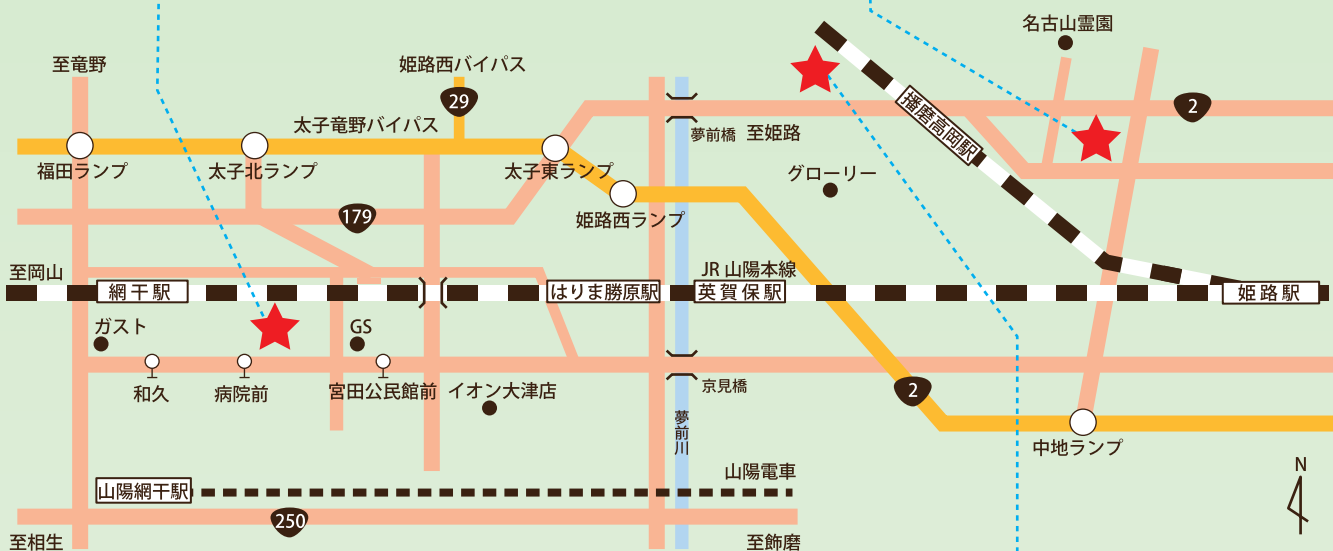 名古山霊園
至竜野
姫路西バイパス
29
2
太子竜野バイパス
夢前橋
至姫路
播磨高岡駅
福田ランプ
太子北ランプ
太子東ランプ
グローリー
179
姫路西ランプ
至岡山
JR山陽本線
網干駅
はりま勝原駅
英賀保駅
姫路駅
ガスト
GS
和久
病院前
宮田公民館前
イオン大津店
京見橋
2
夢前川
中地ランプ
山陽電車
N
山陽網干駅
250
至相生
至飾磨